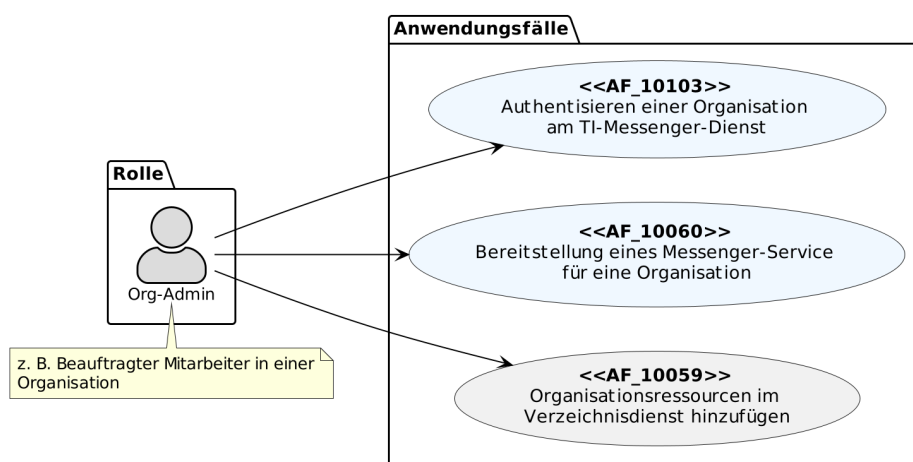 Anwendungsfälle
<<AF_10103>>
Authentisieren einer Organisation
am TI-Messenger-Dienst
Rolle
Org-Admin
<<AF_10060>>
Bereitstellung eines Messenger-Service
für eine Organisation
z. B. Beauftragter Mitarbeiter in einer
Organisation
<<AF_10059>>
Organisationsressourcen im
Verzeichnisdienst hinzufügen